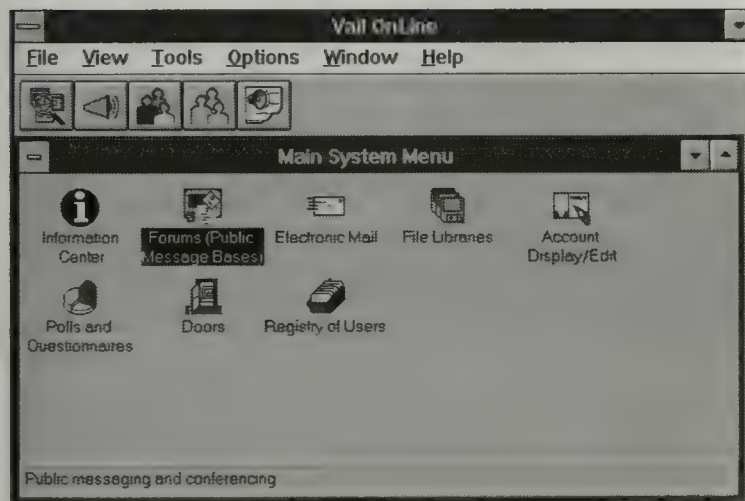 Vail OnLine
File View Tools Options Window Help
Main System Menu
Information
Center
Forums (Public
Message Bases)
Electronic Mail
File Libraries
Account
Display/Edit
Polls and
Questionnaires
Doors
Registry of Users
Public messaging and conferencing